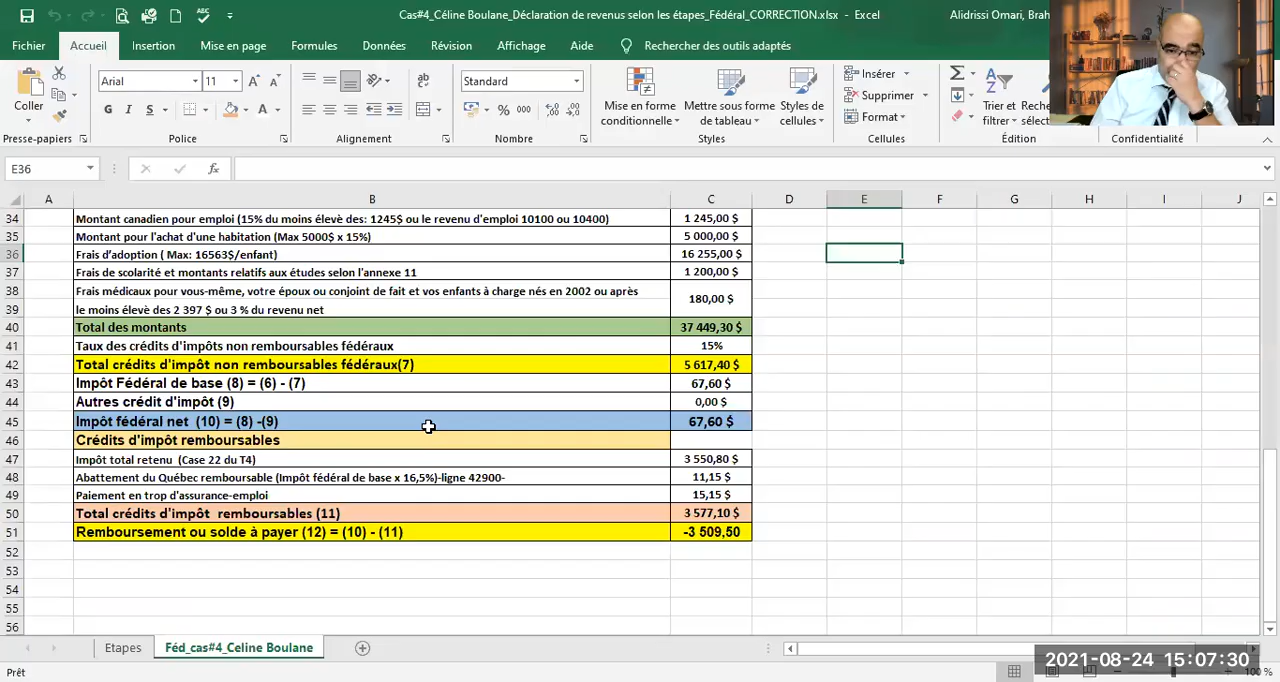 Cas#4_Céline Boulane_Déclaration de revenus selon les étapes_Fédéral_CORRECTION.xlsx - Excel
Alidrissi Omari, Brah
Fichier Accueil Insertion Mise en page Formules Données Révision Affichage Aide Rechercher des outils adaptés
Coller
Arial 11
Standard
Mise en forme conditionnelle
Mettre sous forme de tableau
Styles de cellules
Insérer
Supprimer
Format
Trier et filtrer
Presse-papiers Police Alignement Nombre Styles Cellules Édition Confidentialité
E36
A B C D E F G H I J
34 Montant canadien pour emploi (15% du moins élevè des: 1245$ ou le revenu d'emploi 10100 ou 10400) 1 245,00 $
35 Montant pour l'achat d'une habitation (Max 5000$ x 15%) 5 000,00 $
36 Frais d'adoption ( Max: 16563$/enfant) 16 255,00 $
37 Frais de scolarité et montants relatifs aux études selon l'annexe 11 1 200,00 $
38 Frais médicaux pour vous-même, votre époux ou conjoint de fait et vos enfants à charge nés en 2002 ou après
39 le moins élevè des 2 397 $ ou 3 % du revenu net 180,00 $
40 Total des montants 37 449,30 $
41 Taux des crédits d'impôts non remboursables fédéraux 15%
42 Total crédits d'impôt non remboursables fédéraux(7) 5 617,40 $
43 Impôt Fédéral de base (8) = (6) - (7) 67,60 $
44 Autres crédit d'impôt (9) 0,00 $
45 Impôt fédéral net (10) = (8) -(9) 67,60 $
46 Crédits d'impôt remboursables
47 Impôt total retenu (Case 22 du T4) 3 550,80 $
48 Abattement du Québec remboursable (Impôt fédéral de base x 16,5%)-ligne 42900- 11,15 $
49 Paiement en trop d'assurance-emploi 15,15 $
50 Total crédits d'impôt remboursables (11) 3 577,10 $
51 Remboursement ou solde à payer (12) = (10) - (11) -3 509,50
52
53
54
55
56
Etapes Féd_cas#4_Celine Boulane
Prêt
2021-08-24 15:07:30
100 %